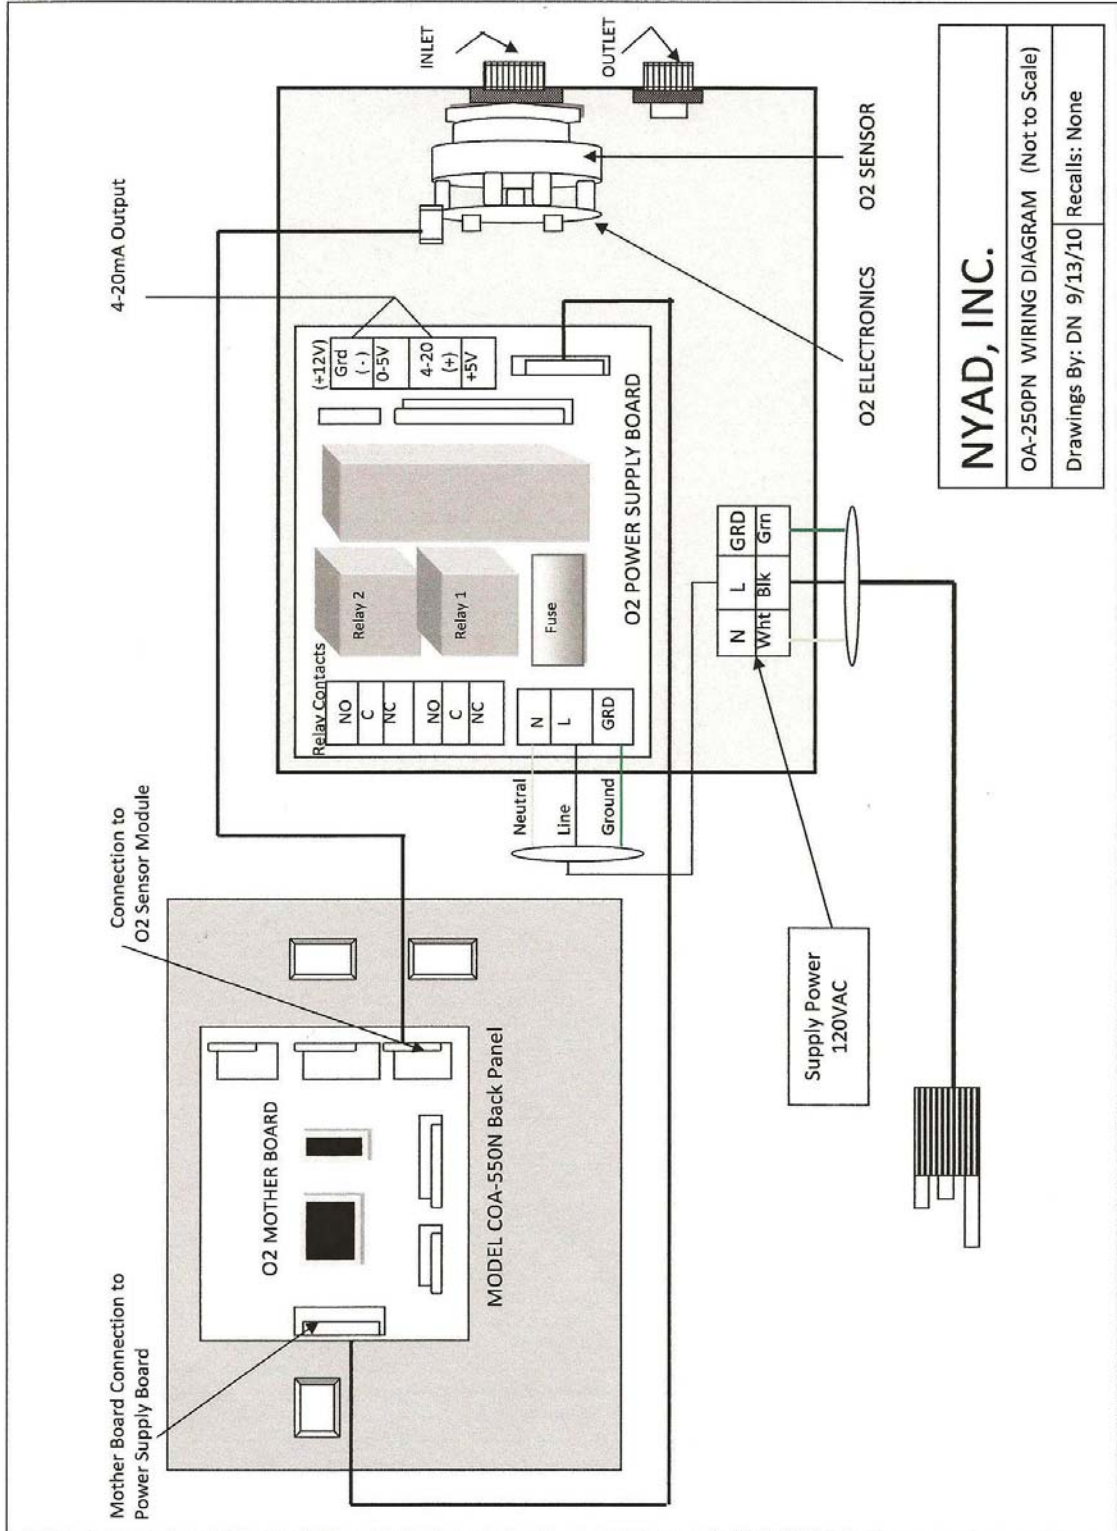 Mother Board Connection to
Power Supply Board
Connection to
O2 Sensor Module
4-20mA Output
INLET
OUTLET
O2 MOTHER BOARD
MODEL COA-550N Back Panel
Relay Contacts
NO
C
NC
NO
C
NC
N
L
GRD
Neutral
Line
Ground
Relay 2
Relay 1
Fuse
(+12V)
Grd
(-)
0-5V
4-20
(+)
+5V
O2 POWER SUPPLY BOARD
O2 SENSOR
O2 ELECTRONICS
N
L
GRD
Wht
Blk
Grn
Supply Power
120VAC
NYAD, INC.
OA-250PN WIRING DIAGRAM (Not to Scale)
Drawings By: DN 9/13/10
Recalls: None